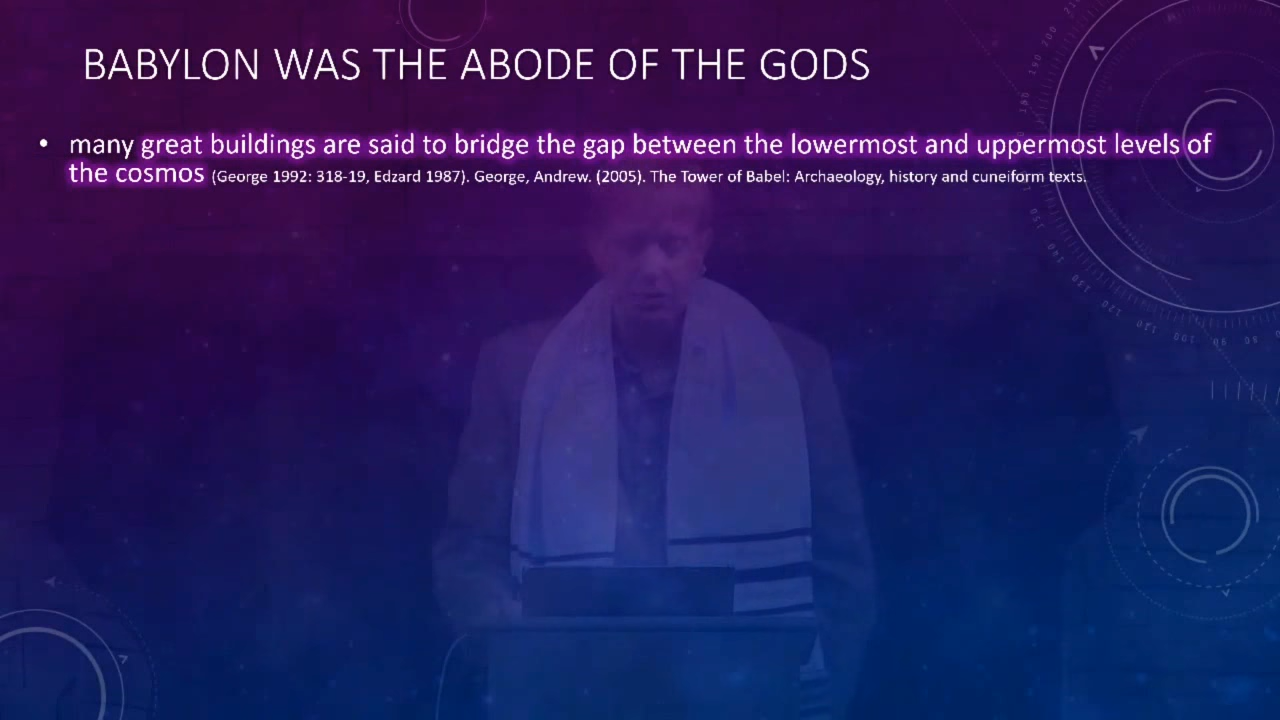 BABYLON WAS THE ABODE OF THE GODS
• many great buildings are said to bridge the gap between the lowermost and uppermost levels of
the cosmos (George 1992: 318-19, Edzard 1987). George, Andrew. (2005). The Tower of Babel: Archaeology, history and cuneiform texts.